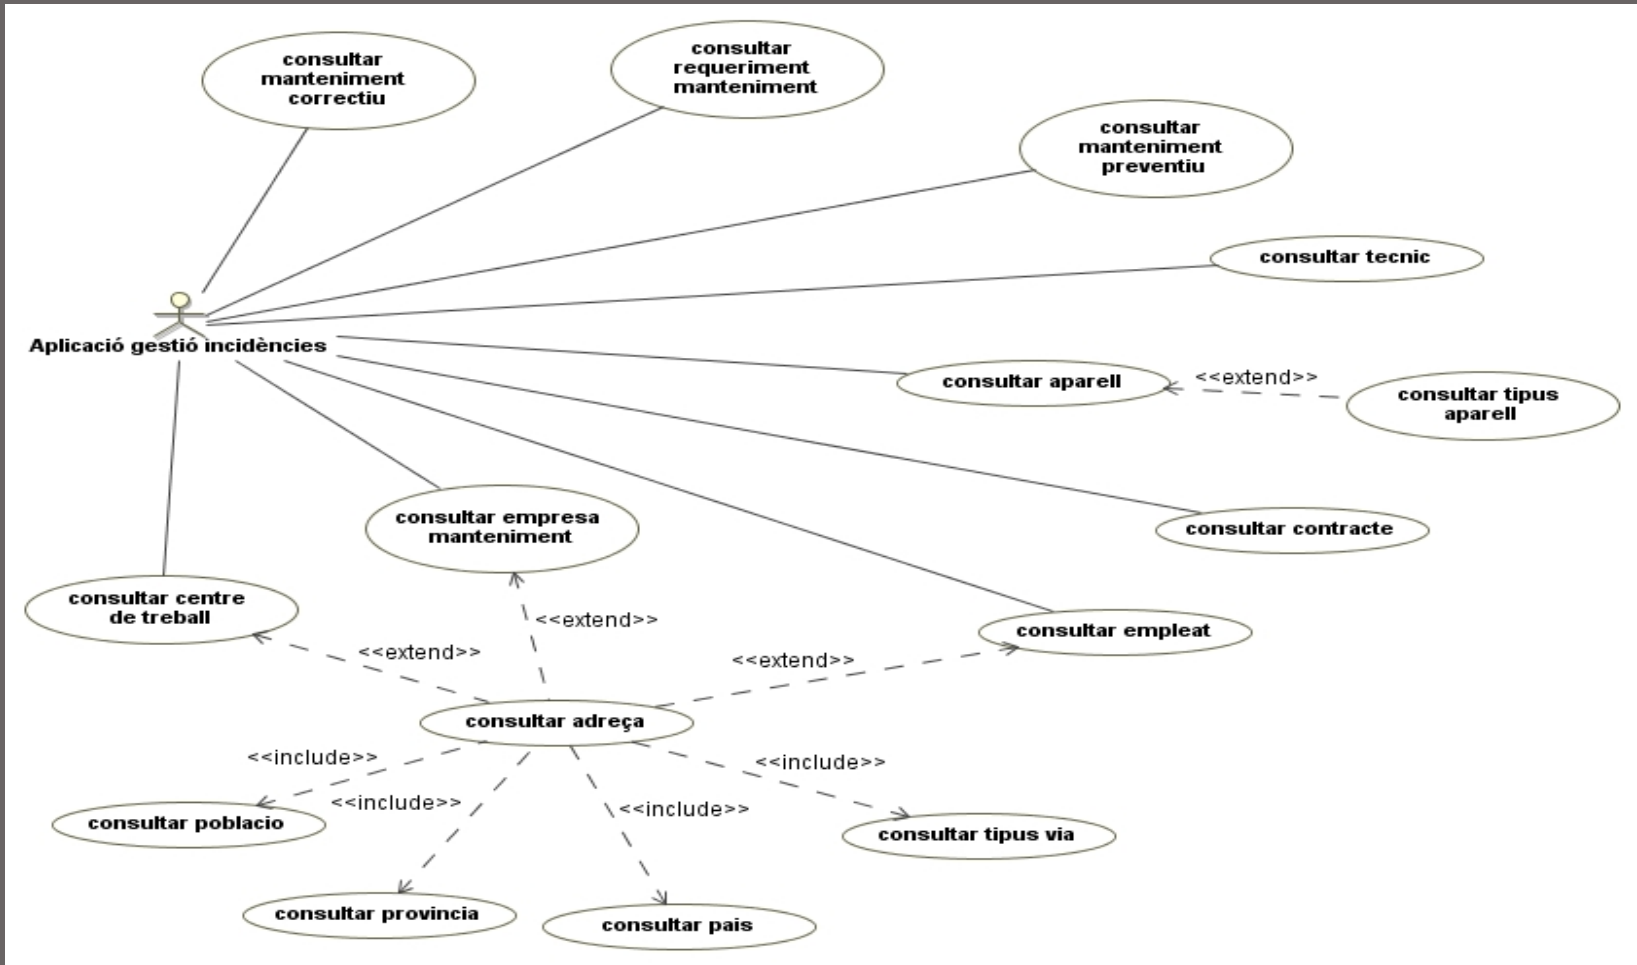 consultar
manteniment
correctiu
consultar
requeriment
manteniment
consultar
manteniment
preventiu
consultar tecnic
Aplicació gestió incidències
consultar aparell
<<extend>>
consultar tipus
aparell
consultar empresa
manteniment
consultar contracte
consultar centre
de treball
<<extend>>
consultar empleat
<<extend>>
<<extend>>
consultar adreça
<<include>>
<<include>>
<<include>>
<<include>>
consultar poblacio
consultar tipus via
consultar provincia
consultar pais